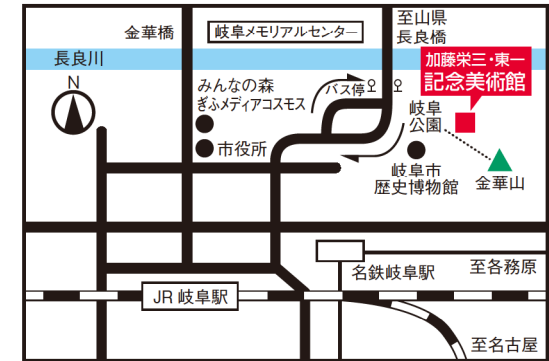 金華橋
岐阜メモリアルセンター
至山県
長良橋
長良川
加藤栄三・東一
記念美術館
N
みんなの森
ぎふメディアコスモス
バス停
岐阜
公園
市役所
岐阜市
歴史博物館
金華山
名鉄岐阜駅
至各務原
JR 岐阜駅
至名古屋